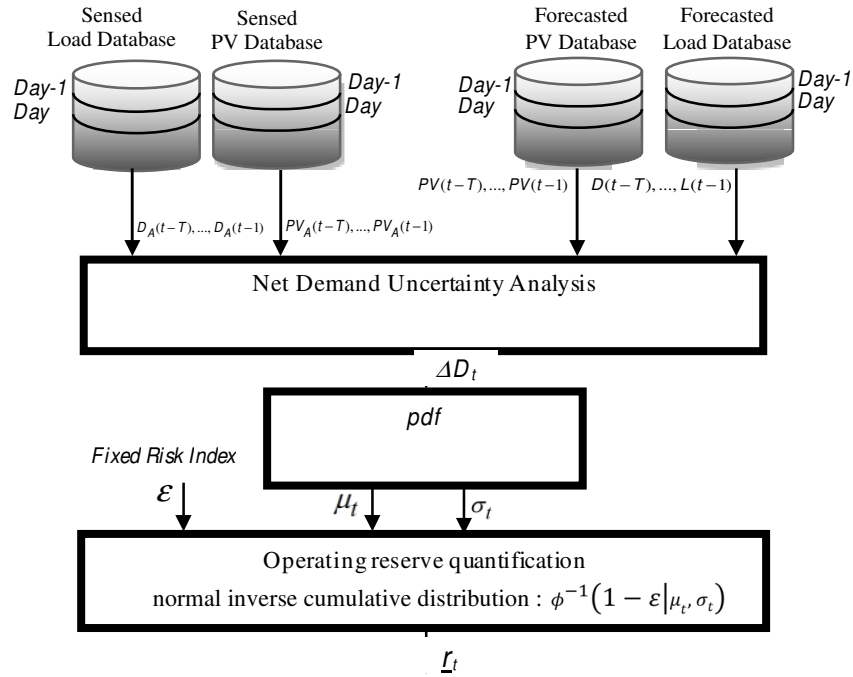 Sensed
Load Database
Sensed
PV Database
Forecasted
PV Database
Forecasted
Load Database
Day-1
Day
Day-1
Day
Day-1
Day
Day-1
Day
D_A(t−T),...,D_A(t−1)
PV_A(t−T),...,PV_A(t−1)
PV(t−T),...,PV(t−1)
D(t−T),...,L(t−1)
Net Demand Uncertainty Analysis
ΔD_t
pdf
Fixed Risk Index
ε
μ_t
σ_t
Operating reserve quantification
normal inverse cumulative distribution : ϕ⁻¹(1 − ε|μ_t, σ_t)
r_t